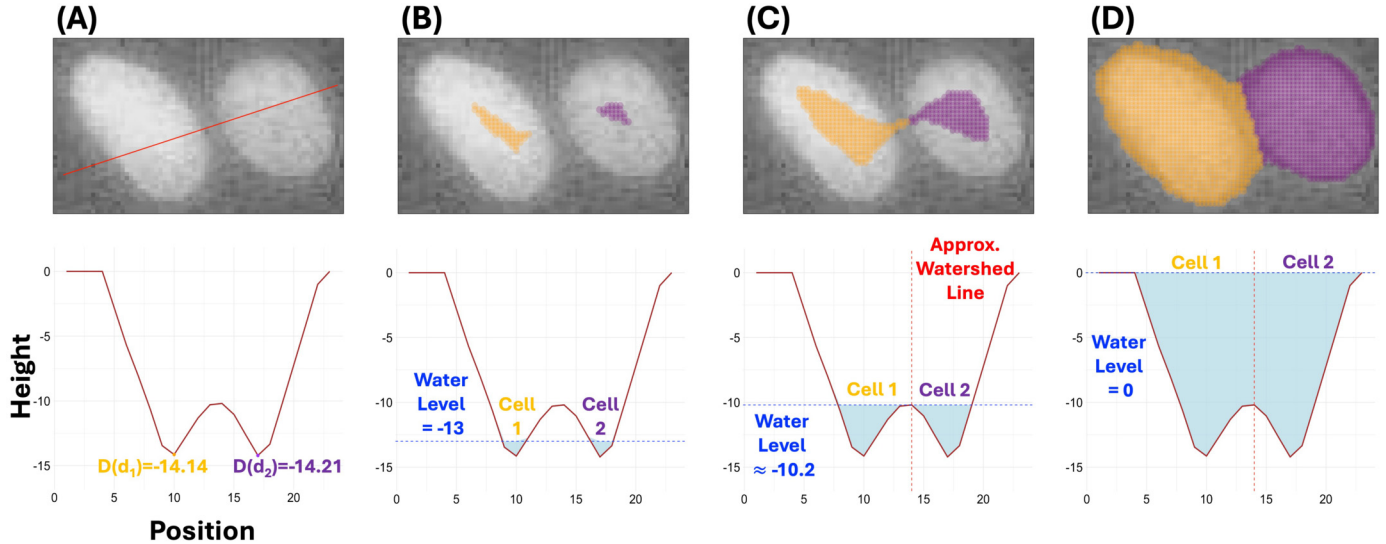 (A)
(B)
(C)
(D)
Height
0
-5
-10
-15
D(d₁)=-14.14
D(d₂)=-14.21
0
5
10
15
20
Position
0
-5
-10
-15
Water
Level
= -13
Cell
1
Cell
2
0
5
10
15
20
0
-5
-10
-15
Approx.
Watershed
Line
Cell 1
Cell 2
Water
Level
≈ -10.2
0
5
10
15
20
0
-5
-10
-15
Cell 1
Cell 2
Water
Level
= 0
0
5
10
15
20